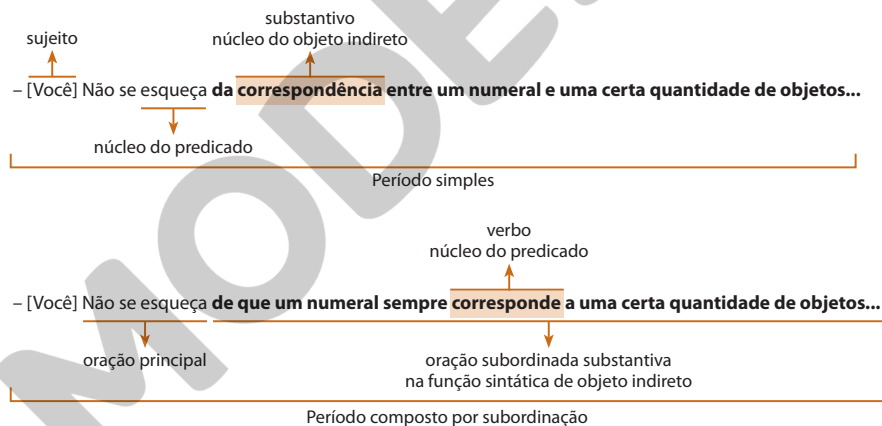 substantivo
núcleo do objeto indireto
sujeito
– [Você] Não se esqueça da correspondência entre um numeral e uma certa quantidade de objetos...
núcleo do predicado
Período simples
verbo
núcleo do predicado
– [Você] Não se esqueça de que um numeral sempre corresponde a uma certa quantidade de objetos...
oração principal
oração subordinada substantiva
na função sintática de objeto indireto
Período composto por subordinação
MODE